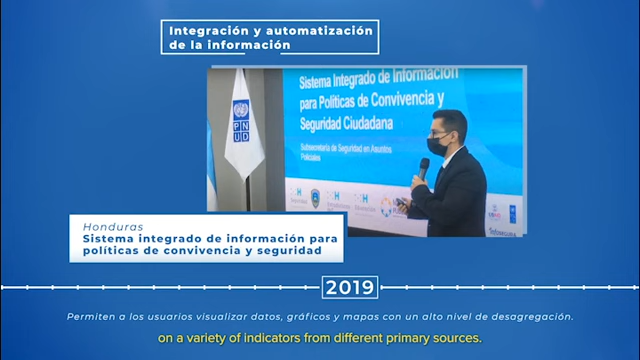 Integración y automatización
de la información
Sistema Integrado de Información
para Políticas de Convivencia y
Seguridad Ciudadana
Subsecretaría de Seguridad en Asuntos
Policiales
PN
UD
Honduras
Sistema integrado de información para
políticas de convivencia y seguridad
2019
Permiten a los usuarios visualizar datos, gráficos y mapas con un alto nivel de desagregación.
on a variety of indicators from different primary sources.